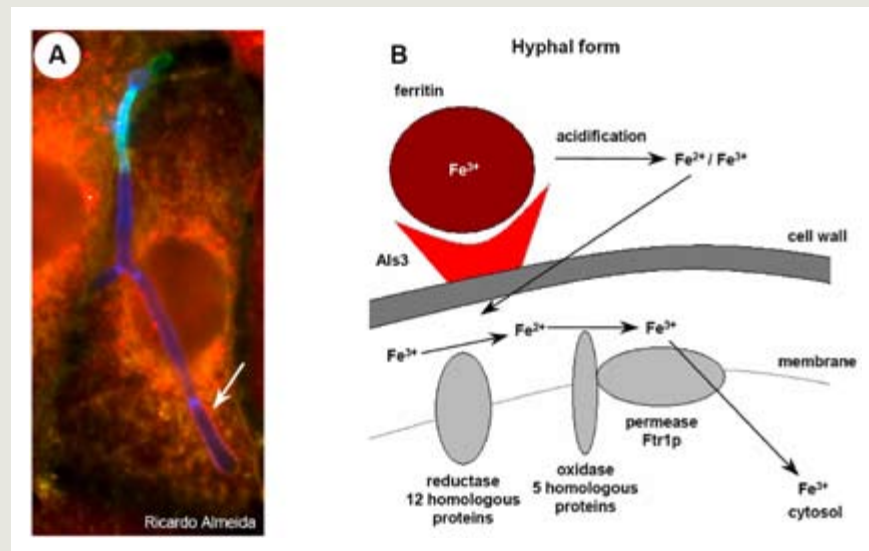 A
Ricardo Almeida
B
Hyphal form
ferritin
Fe³⁺
acidification
Fe²⁺ / Fe³⁺
cell wall
Als3
Fe³⁺
Fe²⁺
Fe³⁺
membrane
permease
Ftr1p
reductase
12 homologous
proteins
oxidase
5 homologous
proteins
Fe³⁺
cytosol